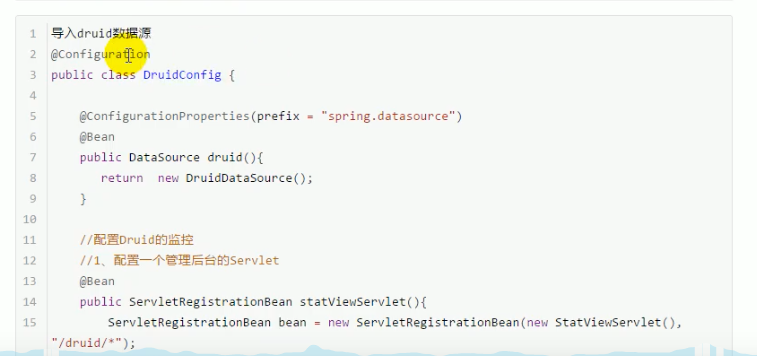 1 导入druid数据源
2 @Configuration
3 public class DruidConfig {
4
5 @ConfigurationProperties(prefix = "spring.datasource")
6 @Bean
7 public DataSource druid(){
8 return  new DruidDataSource();
9 }
10
11 //配置Druid的监控
12 //1、配置一个管理后台的Servlet
13 @Bean
14 public ServletRegistrationBean statViewServlet(){
15 ServletRegistrationBean bean = new ServletRegistrationBean(new StatViewServlet(),
"/druid/*");